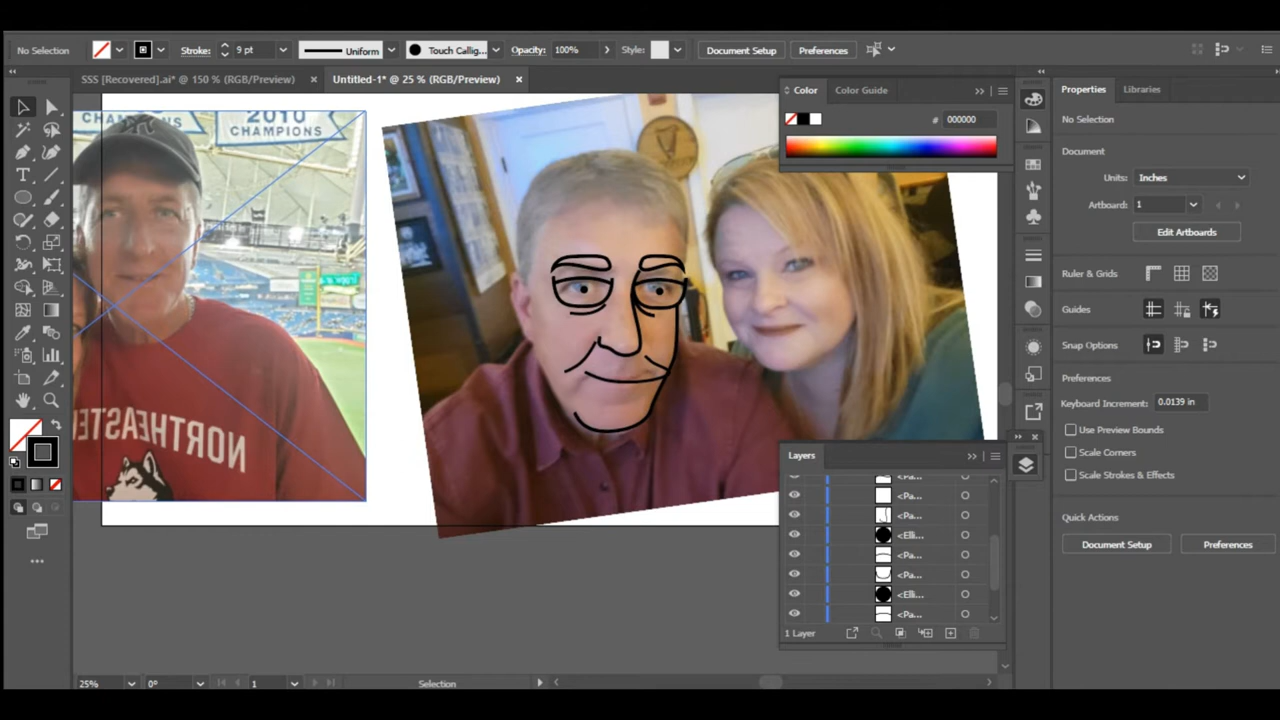 No Selection Stroke: 9 pt Uniform Touch Callig... Opacity: 100% Style: Document Setup Preferences
SSS [Recovered].ai* @ 150 % (RGB/Preview) × Untitled-1* @ 25 % (RGB/Preview) ×
Color Color Guide
# 000000
Properties Libraries
No Selection
Document
Units: Inches
Artboard: 1
Edit Artboards
Ruler & Grids
Guides
Snap Options
Preferences
Keyboard Increment: 0.0139 in
Use Preview Bounds
Scale Corners
Scale Strokes & Effects
Quick Actions
Document Setup Preferences
2010
CHAMPIONS
NORTHEASTE
Layers
<Pa...
<Pa...
<Elli...
<Pa...
<Pa...
<Elli...
<Pa...
1 Layer
25% 0° 1 Selection